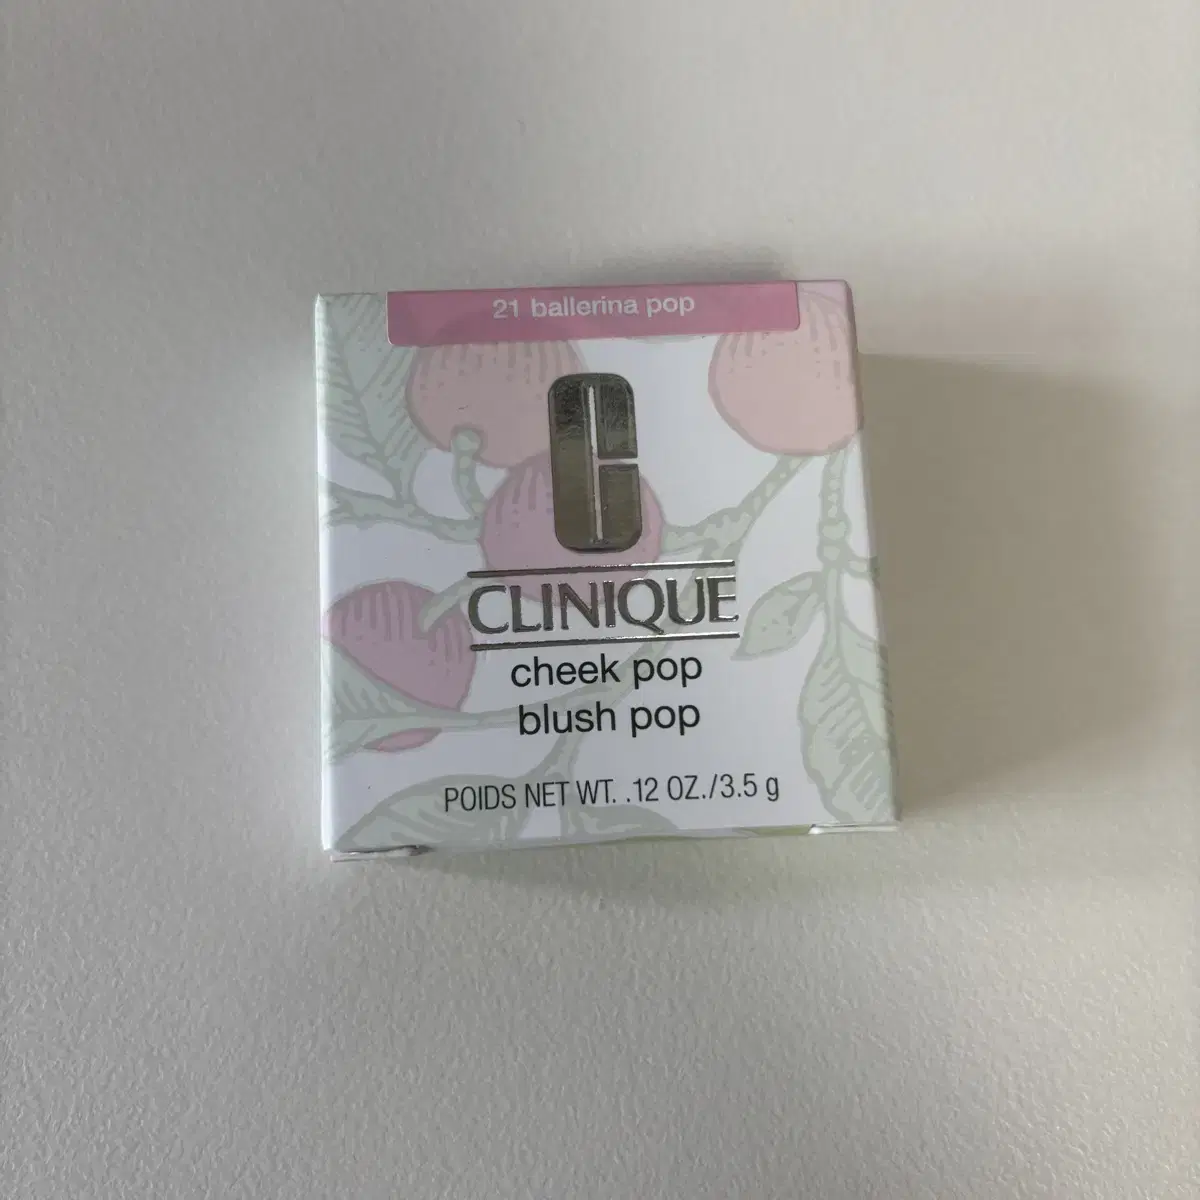 21 ballerina pop
CLINIQUE
cheek pop
blush pop
POIDS NET WT. .12 OZ./3.5 g